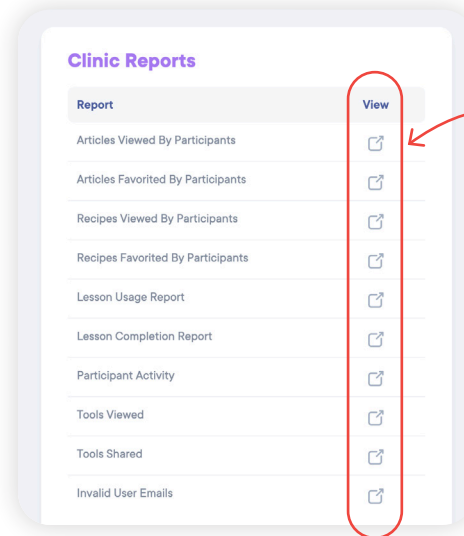 Clinic Reports
Report View
Articles Viewed By Participants
Articles Favorited By Participants
Recipes Viewed By Participants
Recipes Favorited By Participants
Lesson Usage Report
Lesson Completion Report
Participant Activity
Tools Viewed
Tools Shared
Invalid User Emails